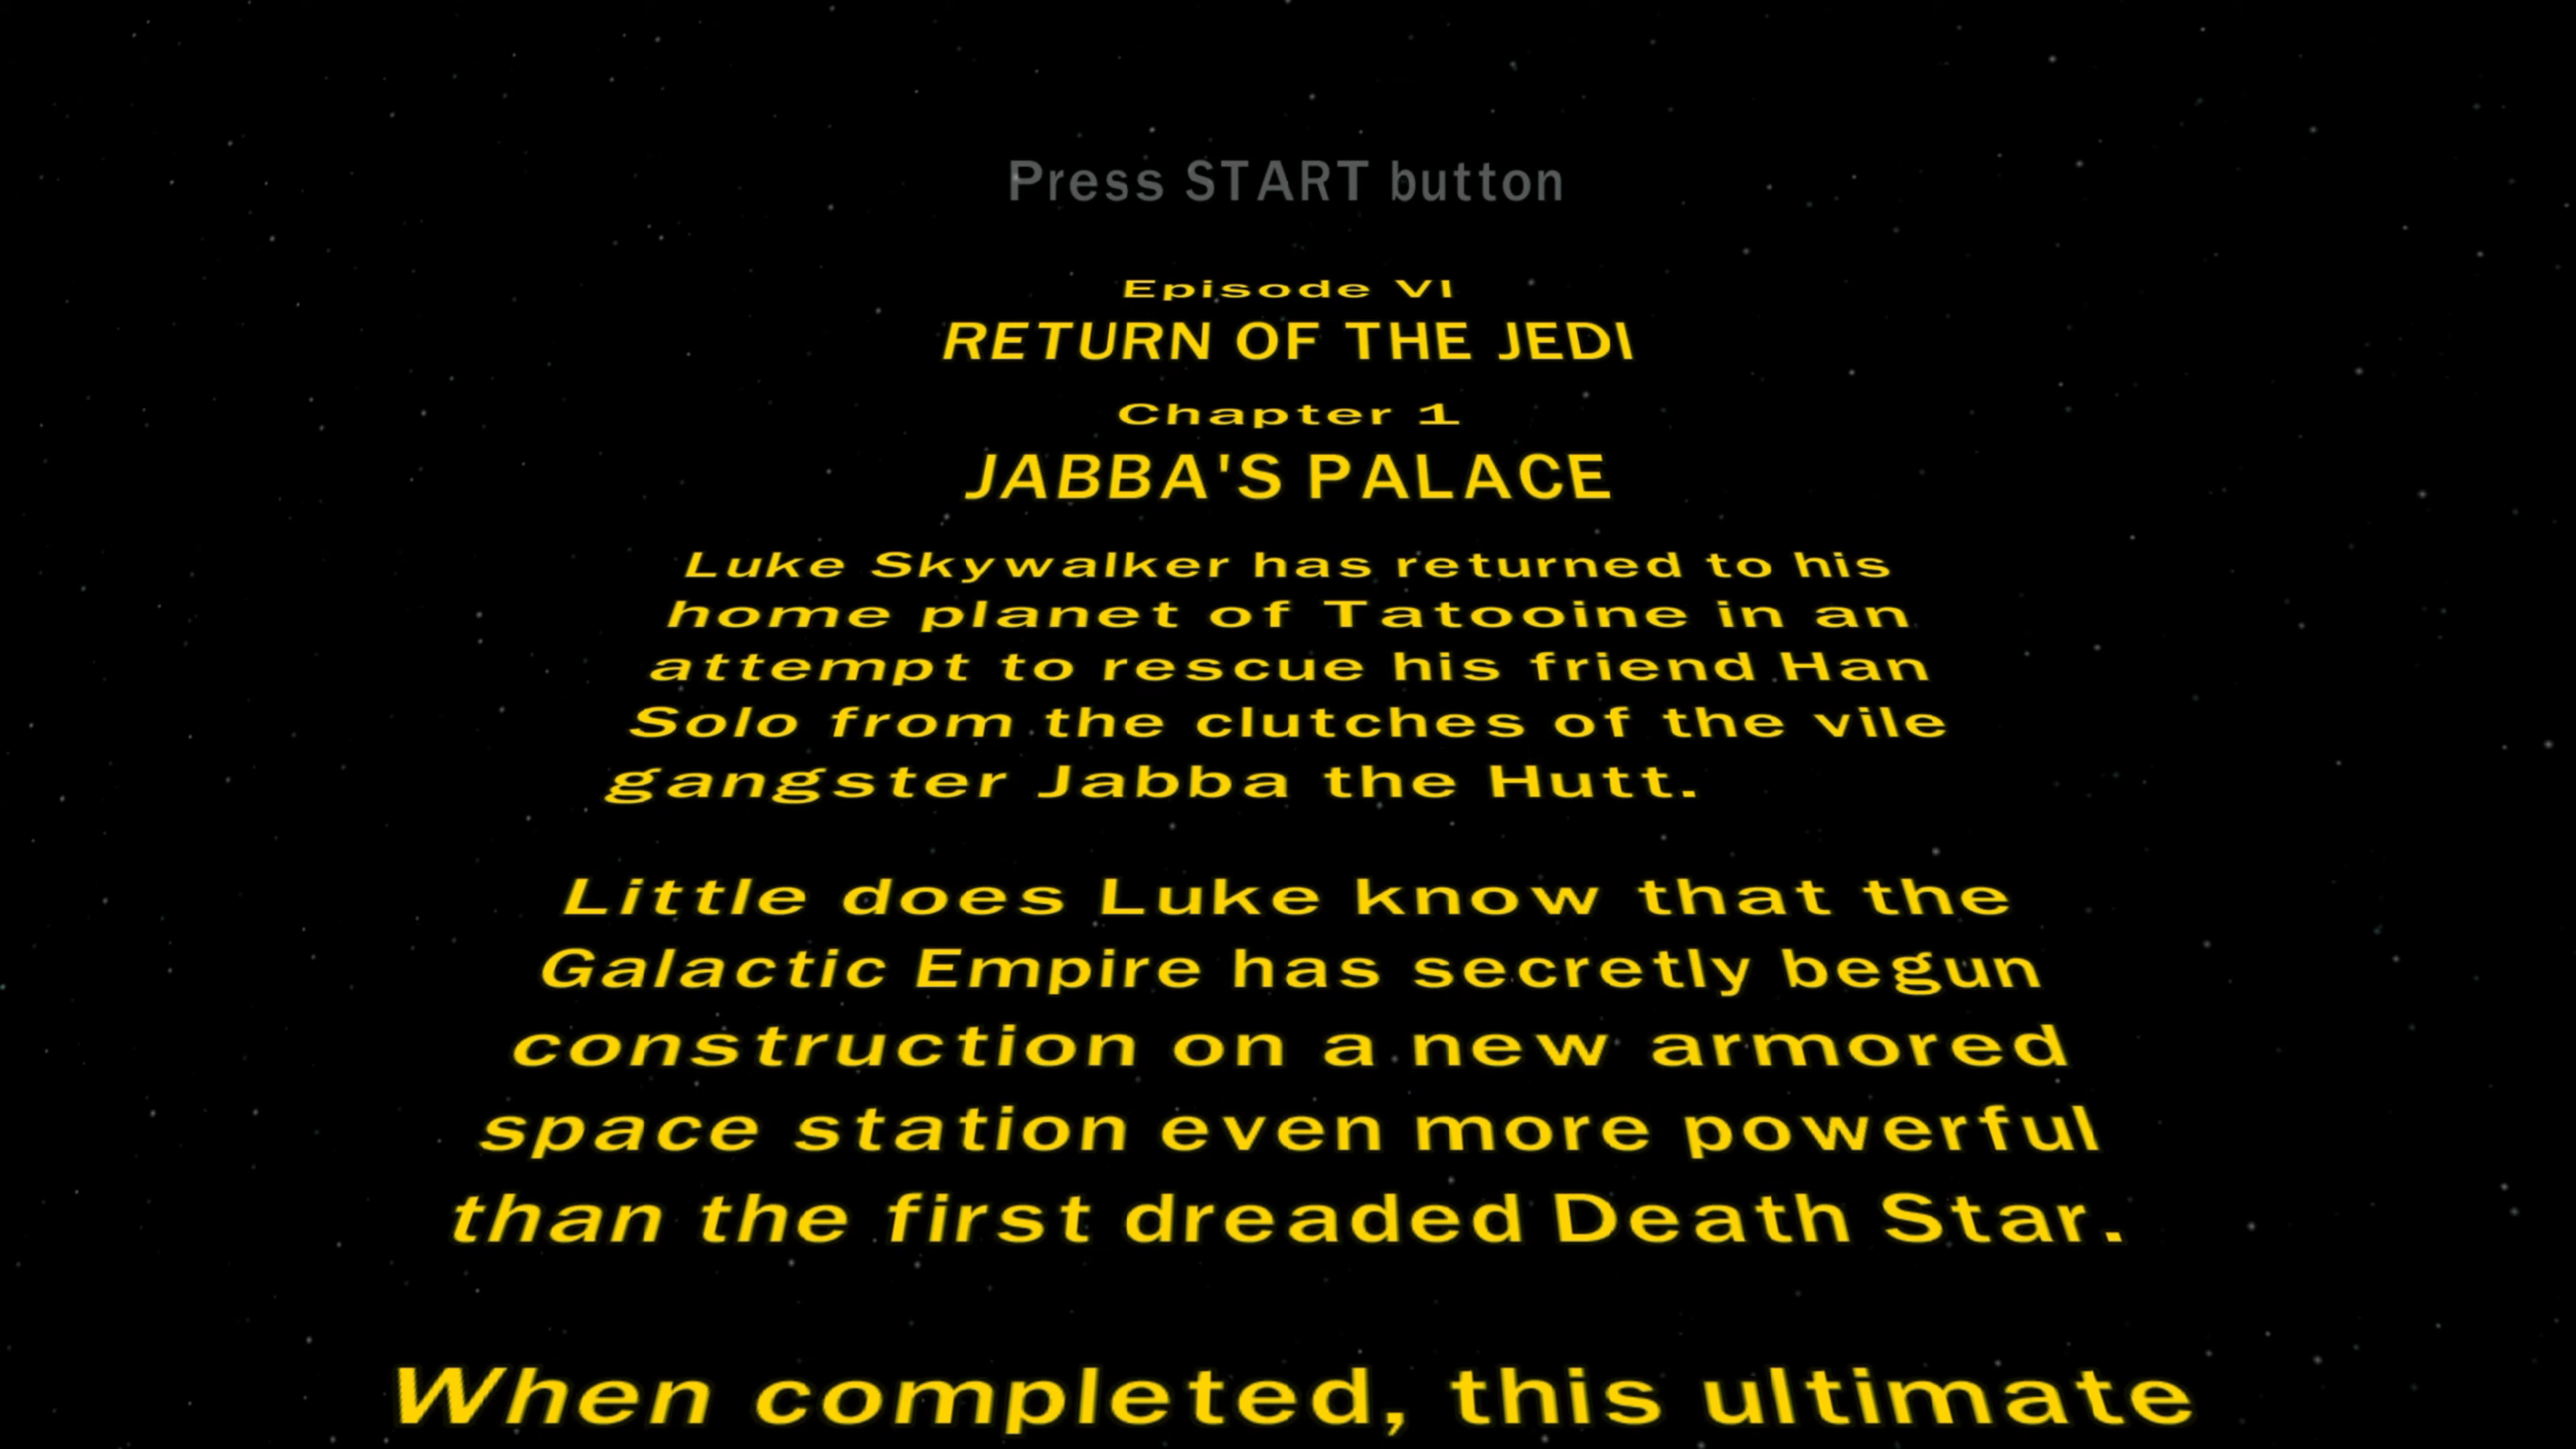 Press START button
Episode VI
RETURN OF THE JEDI
Chapter 1
JABBA'S PALACE
Luke Skywalker has returned to his
home planet of Tatooine in an
attempt to rescue his friend Han
Solo from the clutches of the vile
gangster Jabba the Hutt.
Little does Luke know that the
Galactic Empire has secretly begun
construction on a new armored
space station even more powerful
than the first dreaded Death Star.
When completed, this ultimate